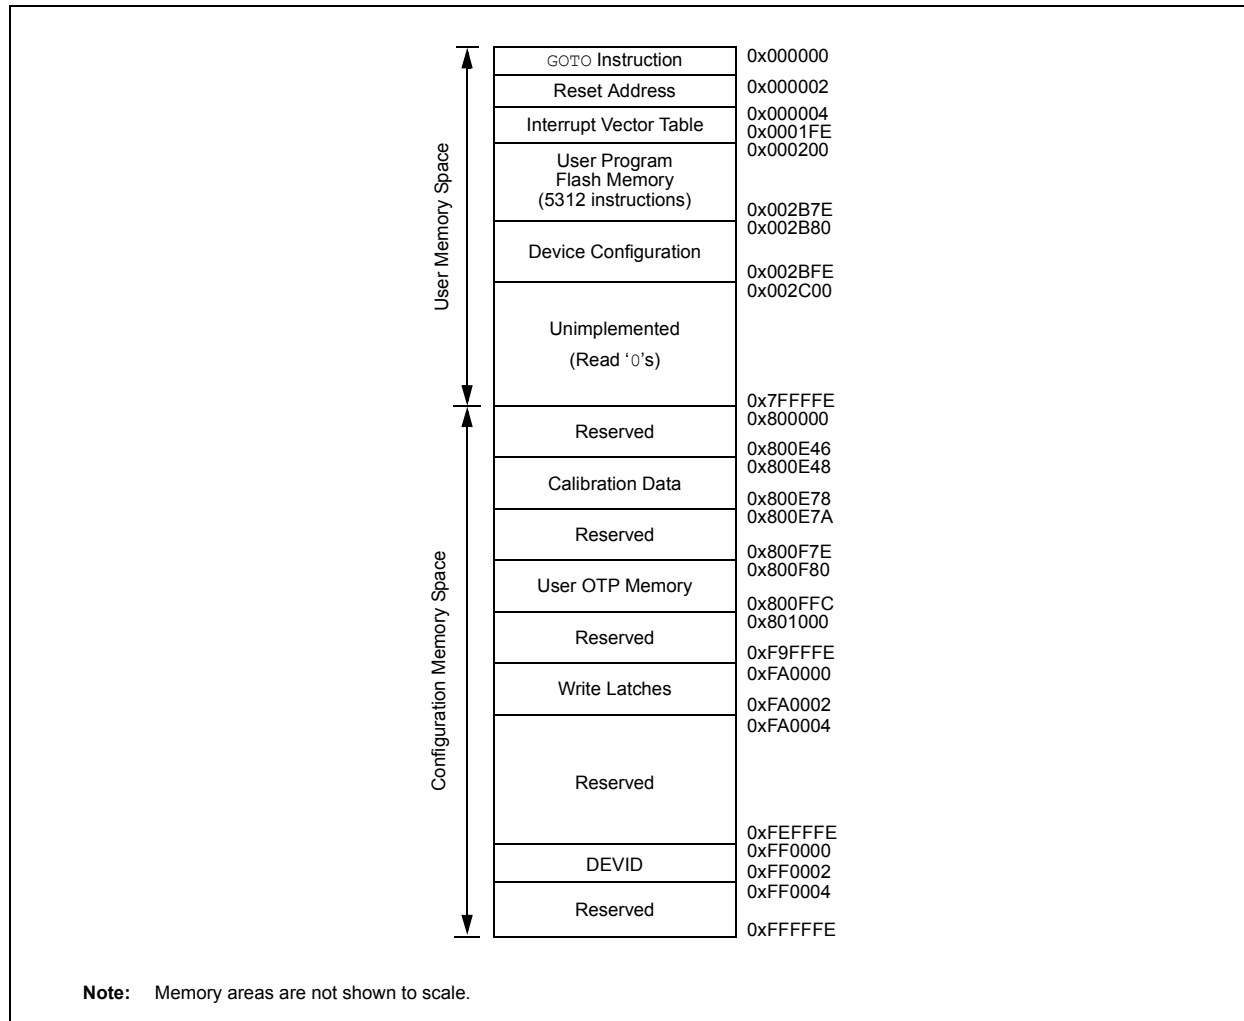 GOTO Instruction 0x000000
Reset Address 0x000002
0x000004
Interrupt Vector Table
0x0001FE
0x000200
User Program
Flash Memory
(5312 instructions)
0x002B7E
0x002B80
Device Configuration
0x002BFE
0x002C00
User Memory Space
Unimplemented
(Read ‘0’s)
0x7FFFFE
0x800000
Reserved
0x800E46
0x800E48
Calibration Data
0x800E78
0x800E7A
Reserved
0x800F7E
0x800F80
User OTP Memory
0x800FFC
0x801000
Reserved
0xF9FFFE
0xFA0000
Write Latches
0xFA0002
0xFA0004
Configuration Memory Space
Reserved
0xFEFFFE
0xFF0000
DEVID
0xFF0002
0xFF0004
Reserved
0xFFFFFE
Note: Memory areas are not shown to scale.